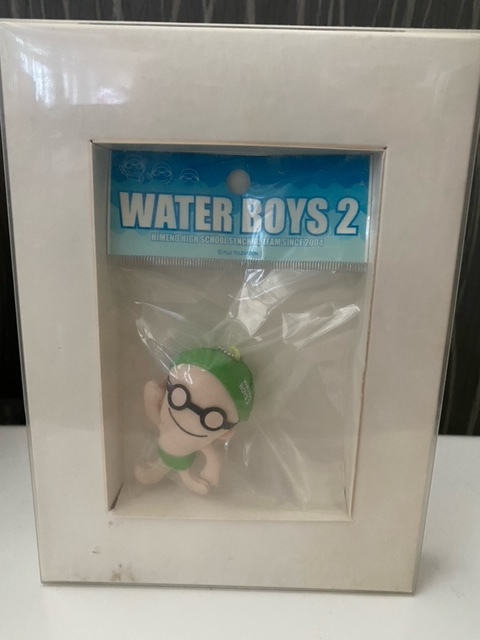 WATER BOYS 2
HIMENO HIGH SCHOOL SYNCHRO TEAM SINCE 2004